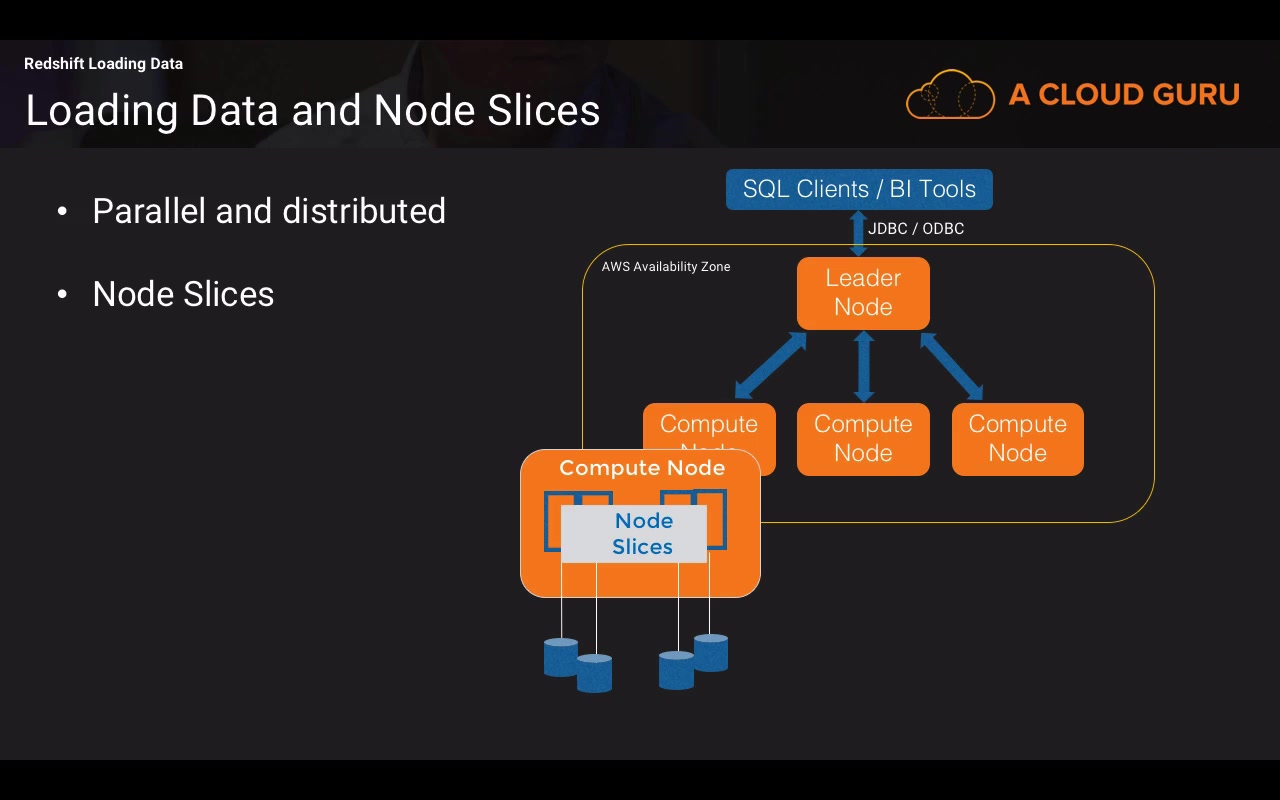 Redshift Loading Data
Loading Data and Node Slices
A CLOUD GURU
• Parallel and distributed
• Node Slices
SQL Clients / BI Tools
JDBC / ODBC
AWS Availability Zone
Leader
Node
Compute
Node
Compute
Node
Compute
Node
Compute Node
Node
Slices